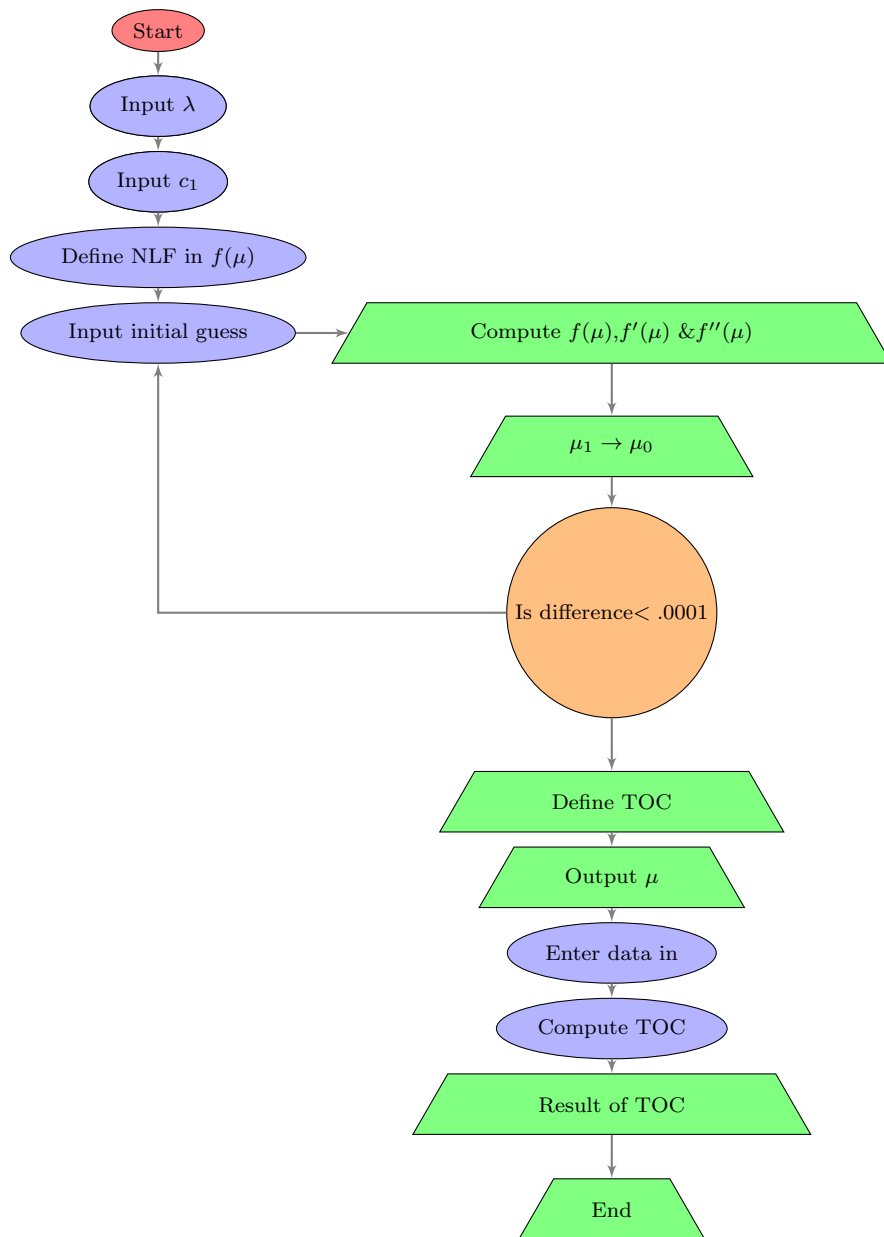 Start
Input λ
Input c₁
Define NLF in f(μ)
Input initial guess
Compute f(μ),f′(μ) &f′′(μ)
μ₁ → μ₀
Is difference< .0001
Define TOC
Output μ
Enter data in
Compute TOC
Result of TOC
End